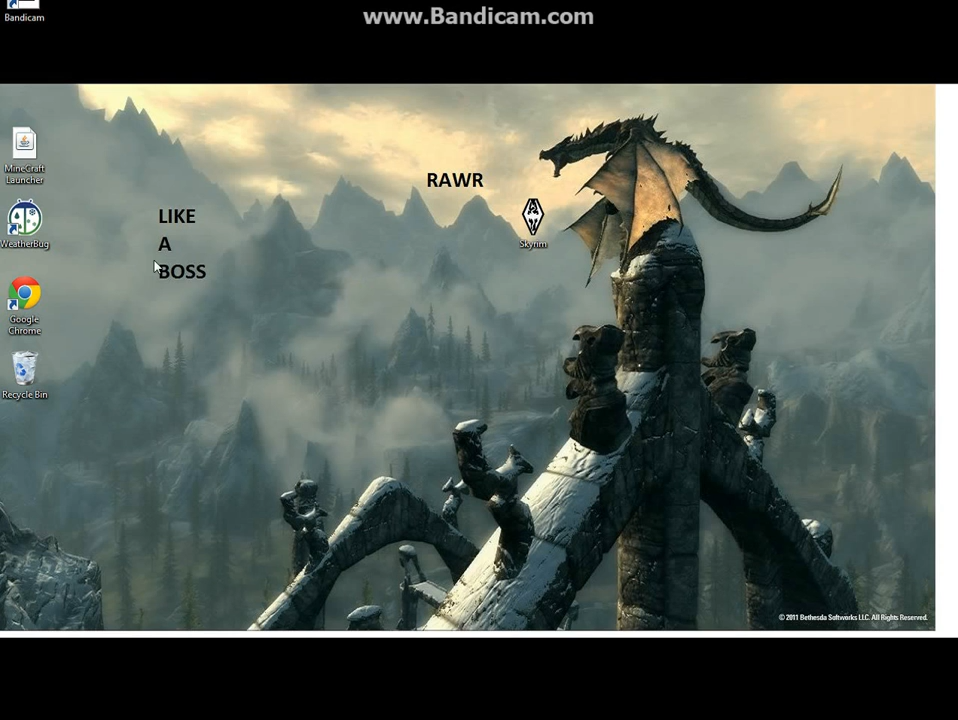 www.Bandicam.com
Bandicam
MineCraft
Launcher
RAWR
LIKE
A
BOSS
WeatherBug
Skyrim
Google
Chrome
Recycle Bin
© 2011 Bethesda Softworks LLC. All Rights Reserved.